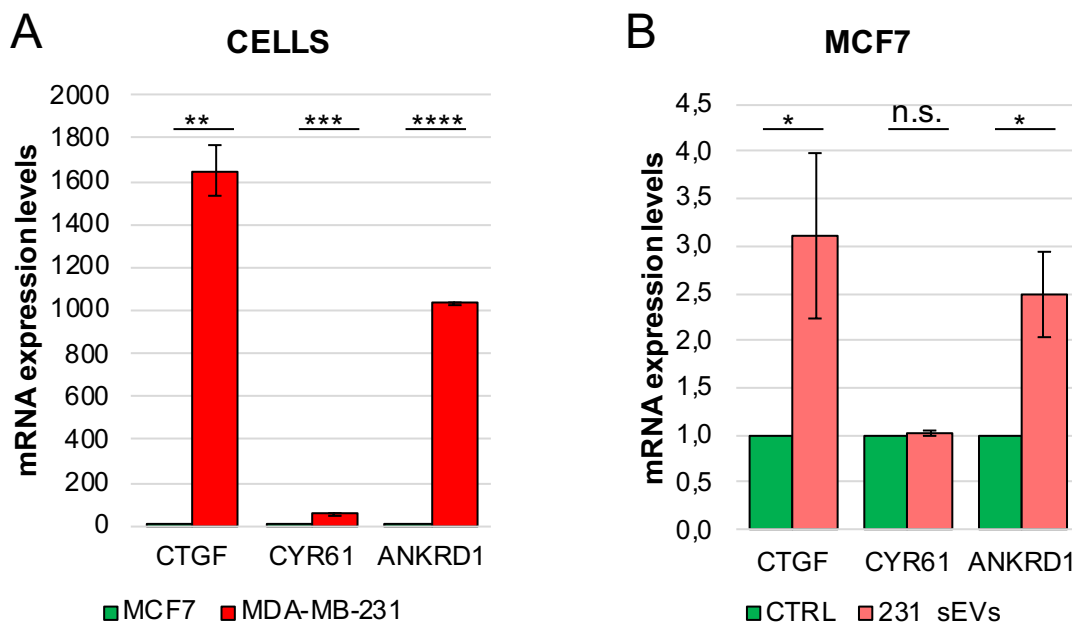 A
CELLS
mRNA expression levels
2000
1800
1600
1400
1200
1000
800
600
400
200
0
**
***
****
CTGF
CYR61
ANKRD1
MCF7
MDA-MB-231
B
MCF7
mRNA expression levels
4,5
4,0
3,5
3,0
2,5
2,0
1,5
1,0
0,5
0,0
*
n.s.
*
CTGF
CYR61
ANKRD1
CTRL
231 sEVs